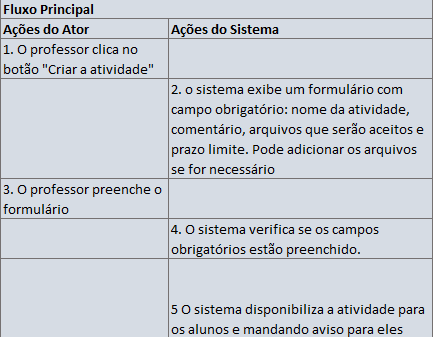 Fluxo Principal
Ações do Ator
Ações do Sistema
1. O professor clica no
botão "Criar a atividade"
2. o sistema exibe um formulário com
campo obrigatório: nome da atividade,
comentário, arquivos que serão aceitos e
prazo limite. Pode adicionar os arquivos
se for necessário
3. O professor preenche o
formulário
4. O sistema verifica se os campos
obrigatórios estão preenchido.
5 O sistema disponibiliza a atividade para
os alunos e mandando aviso para eles